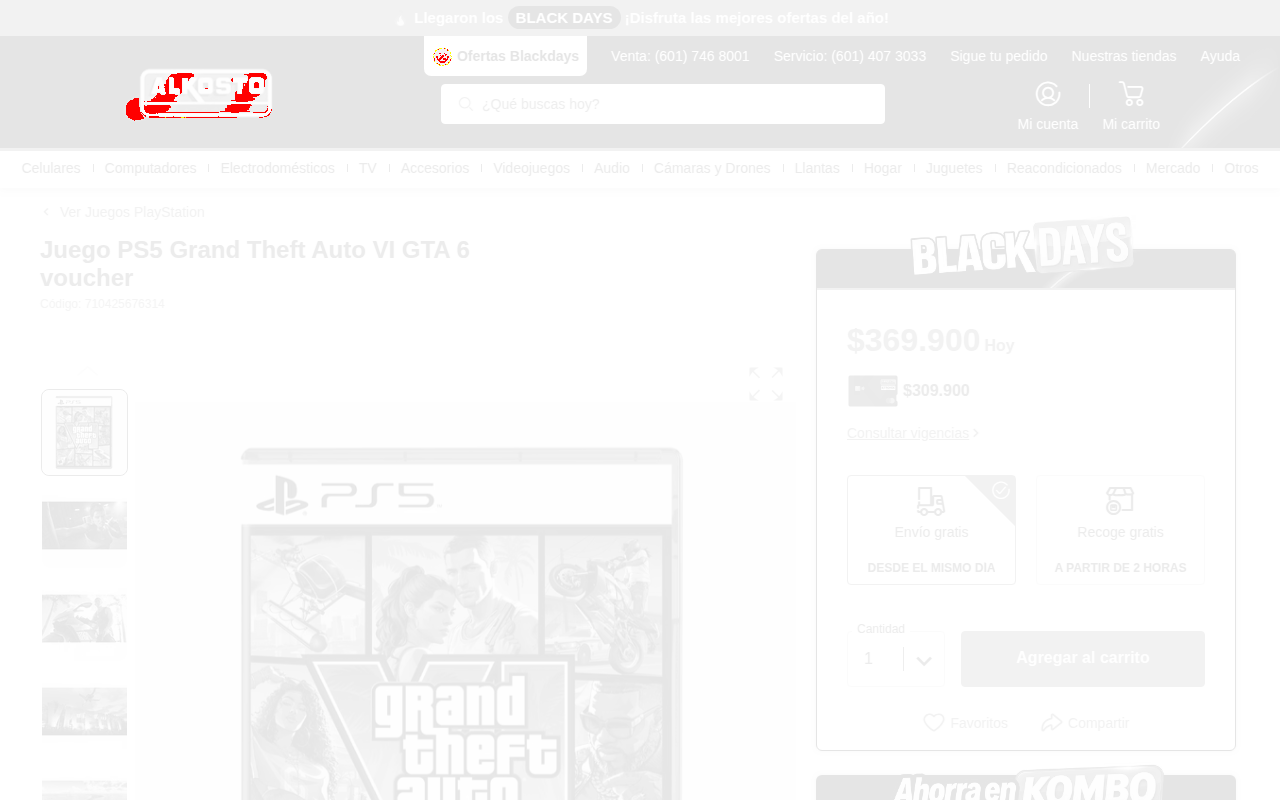 Llegaron los BLACK DAYS ¡Disfruta las mejores ofertas del año!
Ofertas Blackdays
Venta: (601) 746 8001
Servicio: (601) 407 3033
Sigue tu pedido
Nuestras tiendas
Ayuda
ALKOSTO
¿Qué buscas hoy?
Mi cuenta
Mi carrito
Celulares
Computadores
Electrodomésticos
TV
Accesorios
Videojuegos
Audio
Cámaras y Drones
Llantas
Hogar
Juguetes
Reacondicionados
Mercado
Otros
Ver Juegos PlayStation
Juego PS5 Grand Theft Auto VI GTA 6
voucher
Código: 710425676314
PS5
grand
theft
auto
VI
BLACK DAYS
$369.900 Hoy
$309.900
Consultar vigencias
Envío gratis
DESDE EL MISMO DIA
Recoge gratis
A PARTIR DE 2 HORAS
Cantidad
1
Agregar al carrito
Favoritos
Compartir
Ahorra en KOMBO